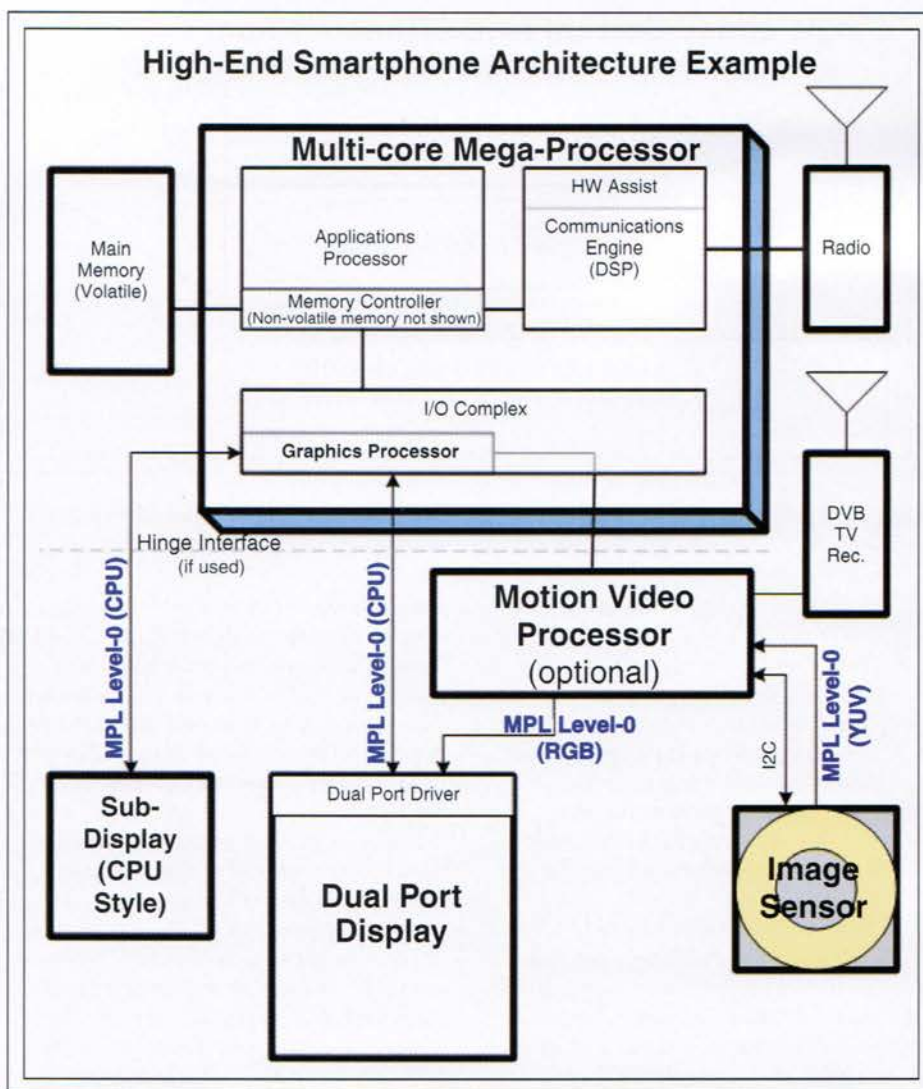 High-End Smartphone Architecture Example
Multi-core Mega-Processor
Main
Memory
(Volatile)
Applications
Processor
Memory Controller
(Non-volatile memory not shown)
HW Assist
Communications
Engine
(DSP)
Radio
I/O Complex
Graphics Processor
DVB
TV
Rec.
Hinge Interface
(if used)
MPL Level-0 (CPU)
MPL Level-0 (CPU)
Motion Video
Processor
(optional)
MPL Level-0
(RGB)
I2C
MPL Level-0
(YUV)
Sub-
Display
(CPU
Style)
Dual Port Driver
Dual Port
Display
Image
Sensor